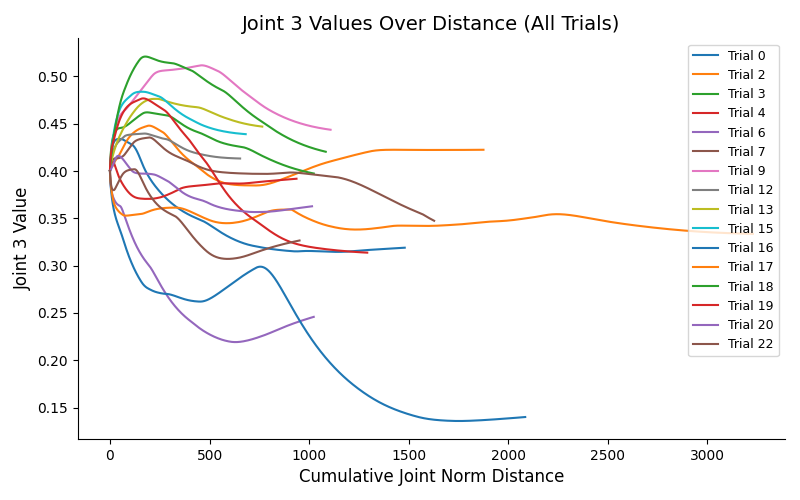 Joint 3 Values Over Distance (All Trials)
Joint 3 Value
0.50
0.45
0.40
0.35
0.30
0.25
0.20
0.15
0
500
1000
1500
2000
2500
3000
Cumulative Joint Norm Distance
Trial 0
Trial 2
Trial 3
Trial 4
Trial 6
Trial 7
Trial 9
Trial 12
Trial 13
Trial 15
Trial 16
Trial 17
Trial 18
Trial 19
Trial 20
Trial 22